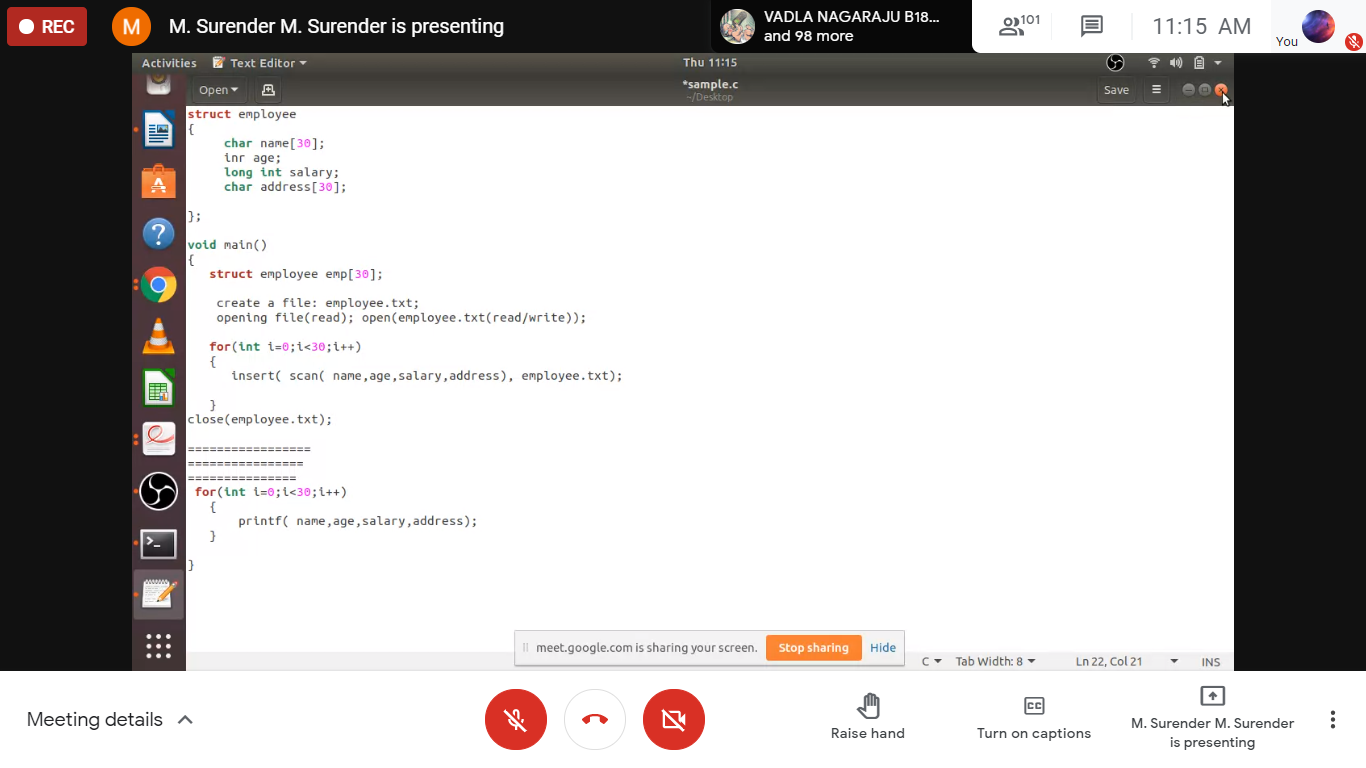 REC
M
M. Surender M. Surender is presenting
VADLA NAGARAJU B18...
and 98 more
101
11:15 AM
You
Activities
Text Editor
Thu 11:15
Open
*sample.c
~/Desktop
Save
struct employee
{
char name[30];
inr age;
long int salary;
char address[30];
};
void main()
{
struct employee emp[30];
create a file: employee.txt;
opening file(read); open(employee.txt(read/write));
for(int i=0;i<30;i++)
{
insert( scan( name,age,salary,address), employee.txt);
}
close(employee.txt);
=================
================
===============
for(int i=0;i<30;i++)
{
printf( name,age,salary,address);
}
}
meet.google.com is sharing your screen.
Stop sharing
Hide
C
Tab Width: 8
Ln 22, Col 21
INS
Meeting details
Raise hand
CC
Turn on captions
M. Surender M. Surender
is presenting